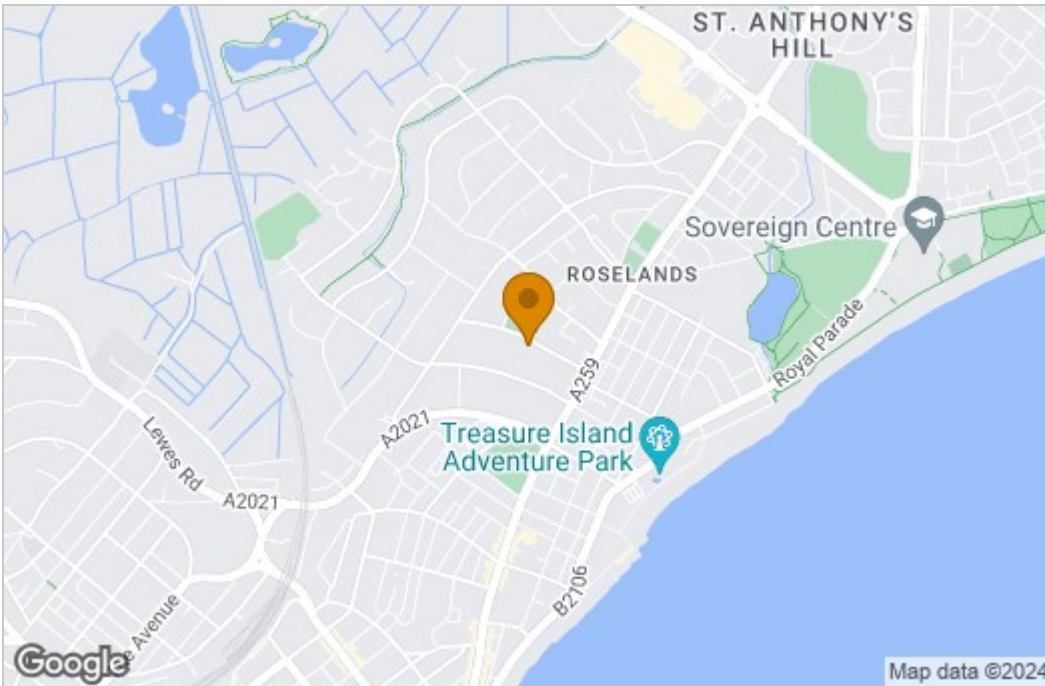 ST. ANTHONY'S
HILL
Sovereign Centre
ROSELANDS
Royal Parade
A259
A2021
Treasure Island
Adventure Park
Lewes Rd
A2021
B2106
Avenue
Google
Map data ©2024